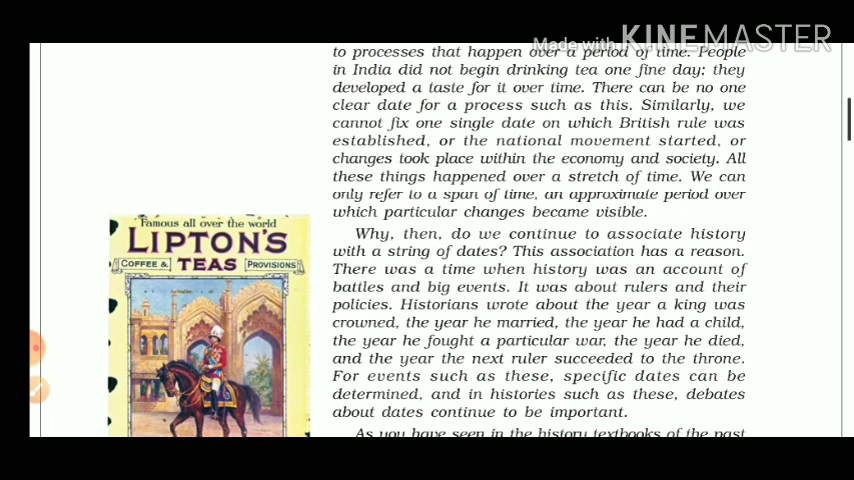 Made with KINEMASTER
to processes that happen over a period of time. People
in India did not begin drinking tea one fine day; they
developed a taste for it over time. There can be no one
clear date for a process such as this. Similarly, we
cannot fix one single date on which British rule was
established, or the national movement started, or
changes took place within the economy and society. All
these things happened over a stretch of time. We can
only refer to a span of time, an approximate period over
which particular changes became visible.
Why, then, do we continue to associate history
with a string of dates? This association has a reason.
There was a time when history was an account of
battles and big events. It was about rulers and their
policies. Historians wrote about the year a king was
crowned, the year he married, the year he had a child,
the year he fought a particular war, the year he died,
and the year the next ruler succeeded to the throne.
For events such as these, specific dates can be
determined, and in histories such as these, debates
about dates continue to be important.
As you have seen in the history textbooks of the past
Famous all over the world
LIPTON'S
COFFEE & TEAS PROVISIONS